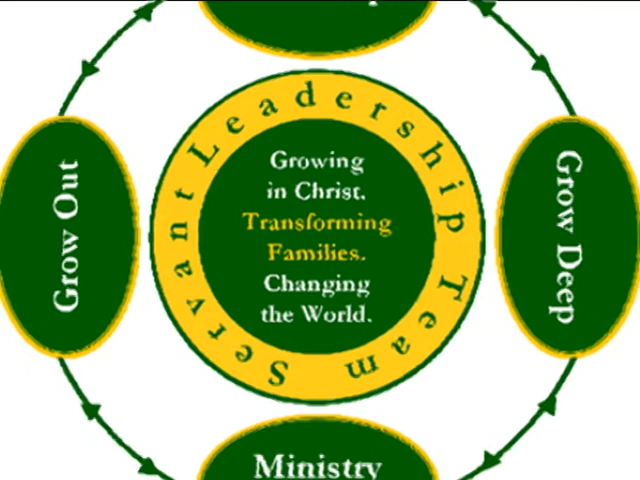 Servant Leadership Team
Growing
in Christ.
Transforming
Families.
Changing
the World.
Grow Out
Grow Deep
Ministry